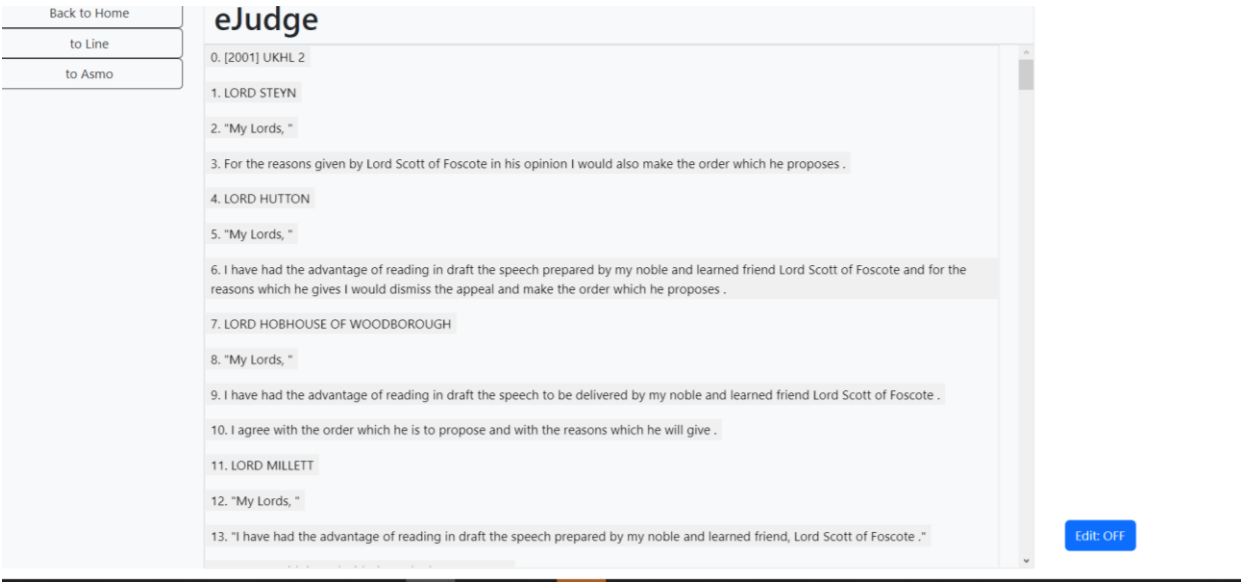 Back to Home
to Line
to Asmo
eJudge
0. [2001] UKHL 2
1. LORD STEYN
2. "My Lords, "
3. For the reasons given by Lord Scott of Foscote in his opinion I would also make the order which he proposes .
4. LORD HUTTON
5. "My Lords, "
6. I have had the advantage of reading in draft the speech prepared by my noble and learned friend Lord Scott of Foscote and for the
reasons which he gives I would dismiss the appeal and make the order which he proposes .
7. LORD HOBHOUSE OF WOODBOROUGH
8. "My Lords, "
9. I have had the advantage of reading in draft the speech to be delivered by my noble and learned friend Lord Scott of Foscote .
10. I agree with the order which he is to propose and with the reasons which he will give .
11. LORD MILLETT
12. "My Lords, "
13. "I have had the advantage of reading in draft the speech prepared by my noble and learned friend, Lord Scott of Foscote ."
Edit: OFF